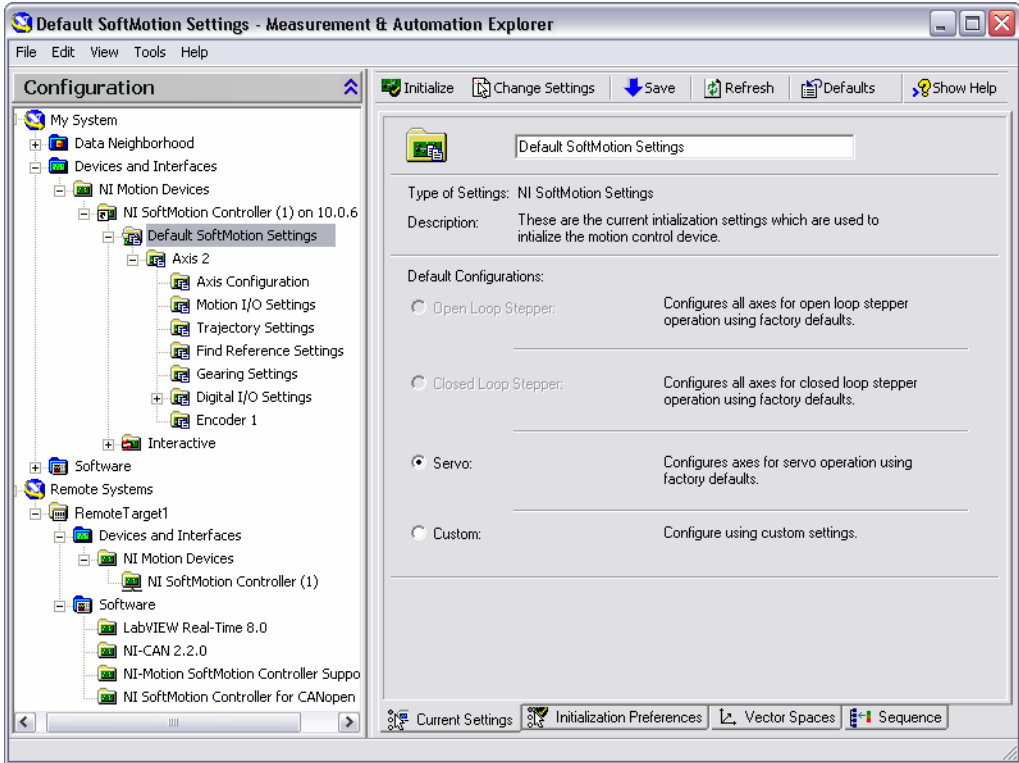 Default SoftMotion Settings - Measurement & Automation Explorer
File Edit View Tools Help
Configuration
My System
Data Neighborhood
Devices and Interfaces
NI Motion Devices
NI SoftMotion Controller (1) on 10.0.6
Default SoftMotion Settings
Axis 2
Axis Configuration
Motion I/O Settings
Trajectory Settings
Find Reference Settings
Gearing Settings
Digital I/O Settings
Encoder 1
Interactive
Software
Remote Systems
RemoteTarget1
Devices and Interfaces
NI Motion Devices
NI SoftMotion Controller (1)
Software
LabVIEW Real-Time 8.0
NI-CAN 2.2.0
NI-Motion SoftMotion Controller Suppo
NI SoftMotion Controller for CANopen
Initialize Change Settings Save Refresh Defaults Show Help
Default SoftMotion Settings
Type of Settings: NI SoftMotion Settings
Description: These are the current intialization settings which are used to
intialize the motion control device.
Default Configurations:
Open Loop Stepper: Configures all axes for open loop stepper
operation using factory defaults.
Closed Loop Stepper: Configures all axes for closed loop stepper
operation using factory defaults.
Servo: Configures axes for servo operation using
factory defaults.
Custom: Configure using custom settings.
Current Settings Initialization Preferences Vector Spaces Sequence